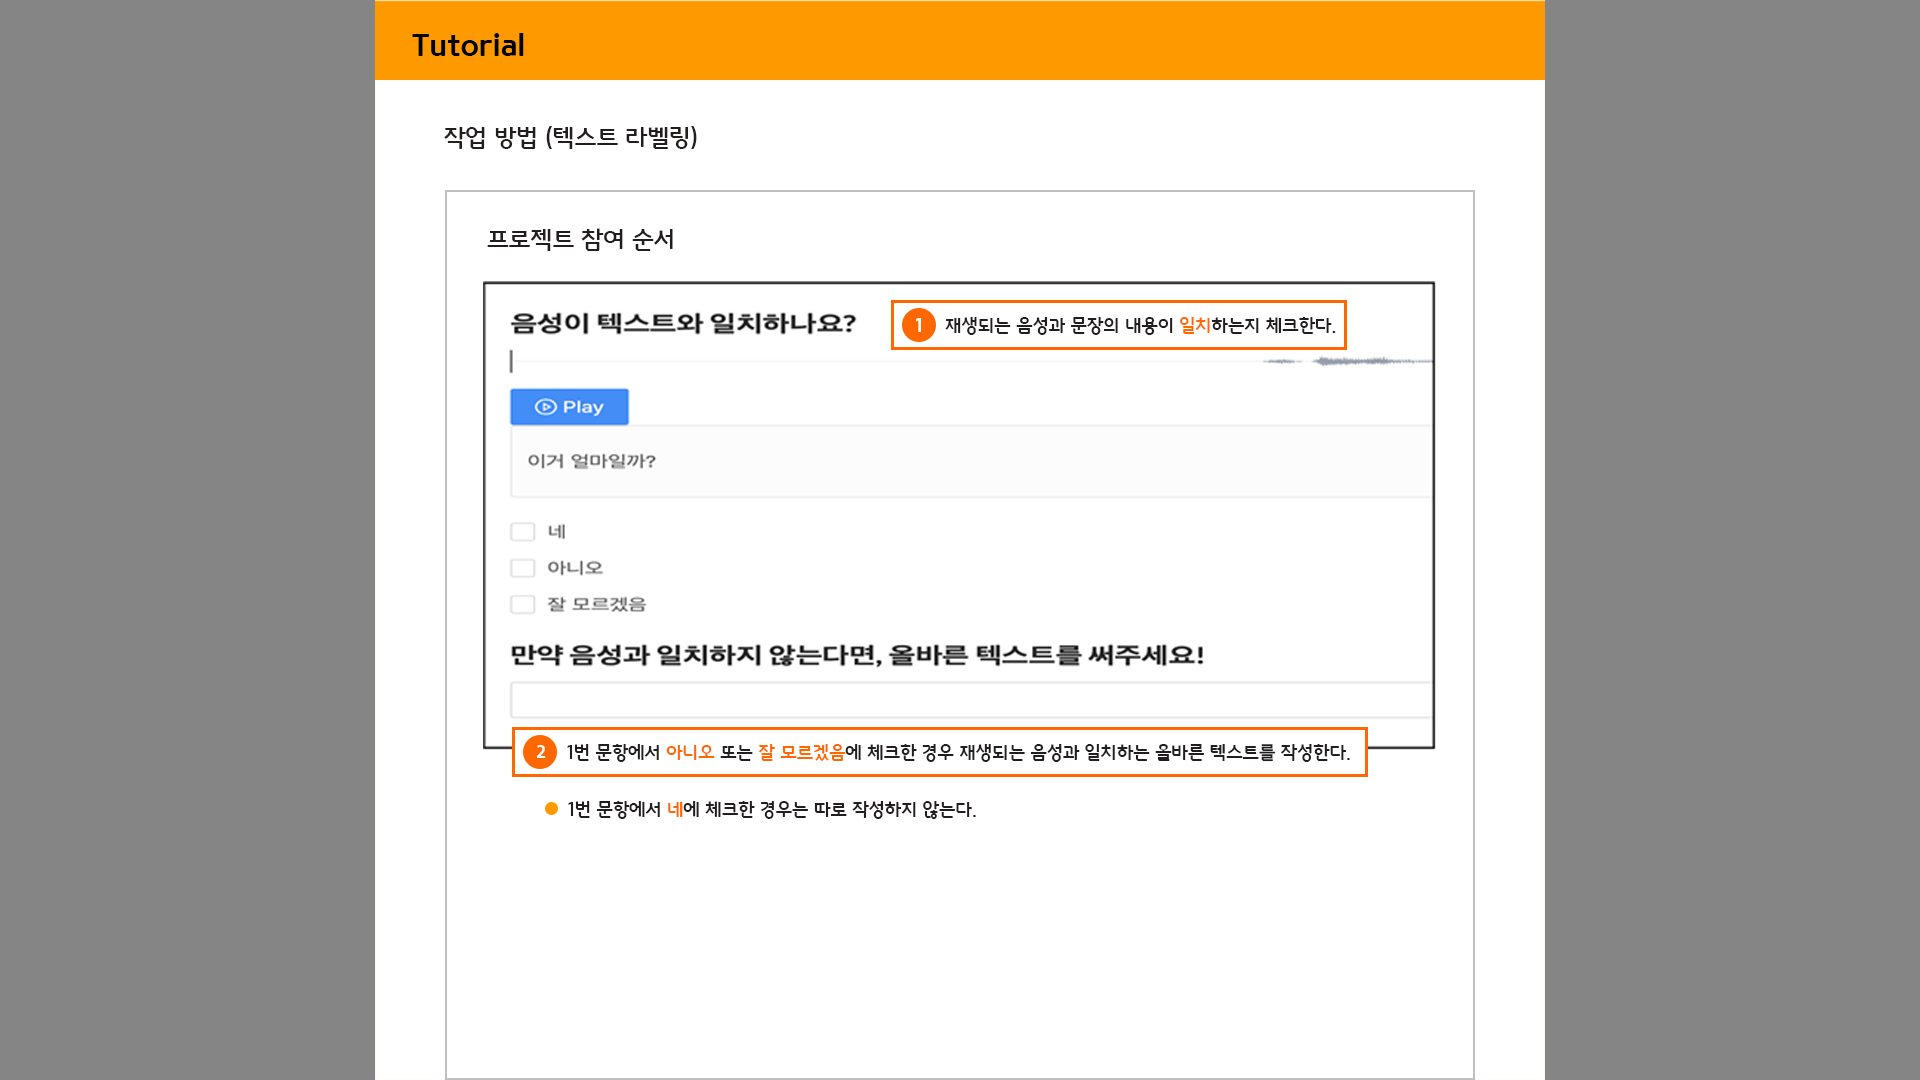 Tutorial
작업 방법 (텍스트 라벨링)
프로젝트 참여 순서
음성이 텍스트와 일치하나요?
1 재생되는 음성과 문장의 내용이 일치하는지 체크한다.
Play
이거 얼마일까?
네
아니오
잘 모르겠음
만약 음성과 일치하지 않는다면, 올바른 텍스트를 써주세요!
2 1번 문항에서 아니오 또는 잘 모르겠음에 체크한 경우 재생되는 음성과 일치하는 올바른 텍스트를 작성한다.
1번 문항에서 네에 체크한 경우는 따로 작성하지 않는다.